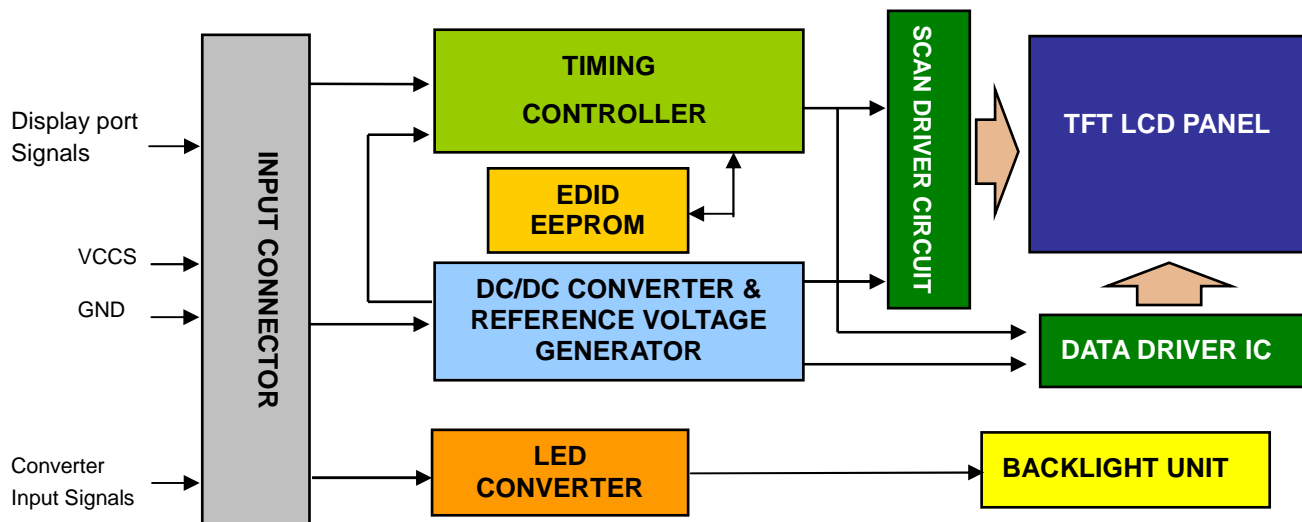 Display port
Signals
VCCS
GND
Converter
Input Signals
INPUT CONNECTOR
TIMING
CONTROLLER
EDID
EEPROM
DC/DC CONVERTER &
REFERENCE VOLTAGE
GENERATOR
LED
CONVERTER
SCAN DRIVER CIRCUIT
TFT LCD PANEL
DATA DRIVER IC
BACKLIGHT UNIT